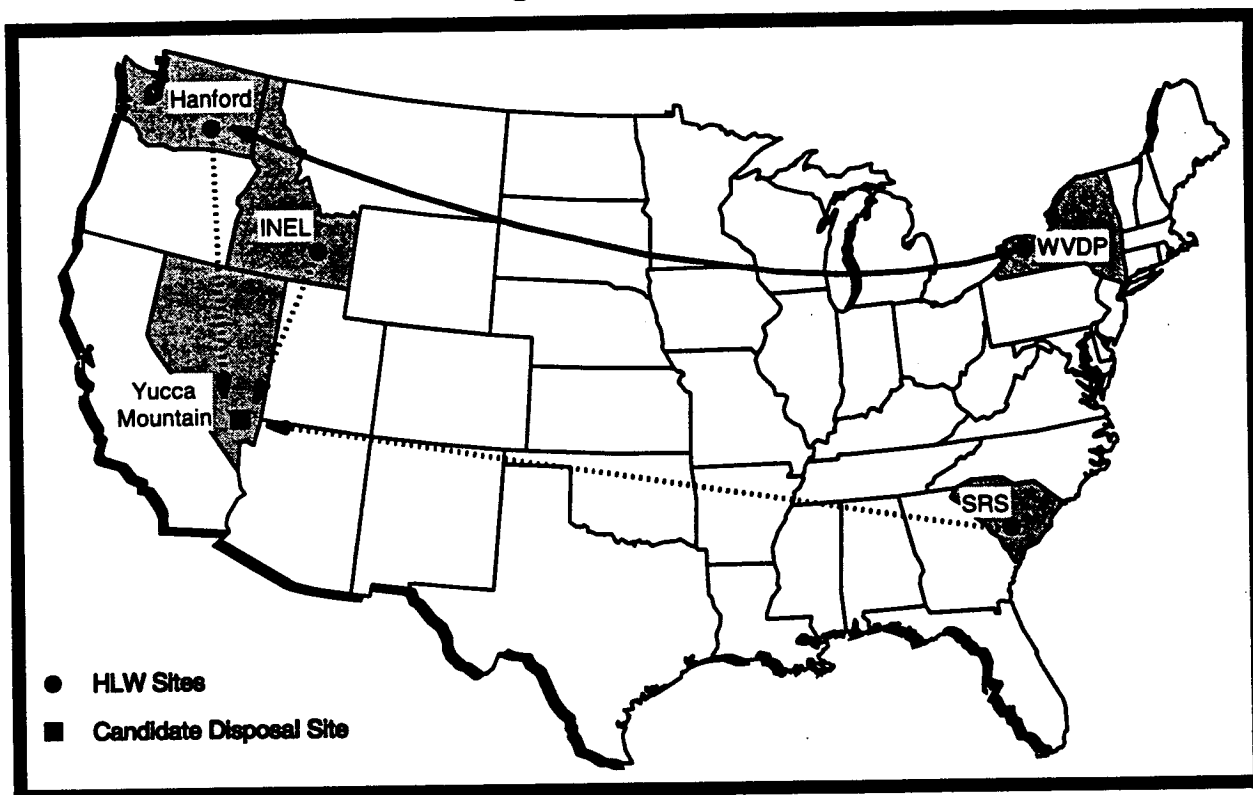 Hanford
INEL
WVDP
Yucca
Mountain
SRS
HLW Sites
Candidate Disposal Site